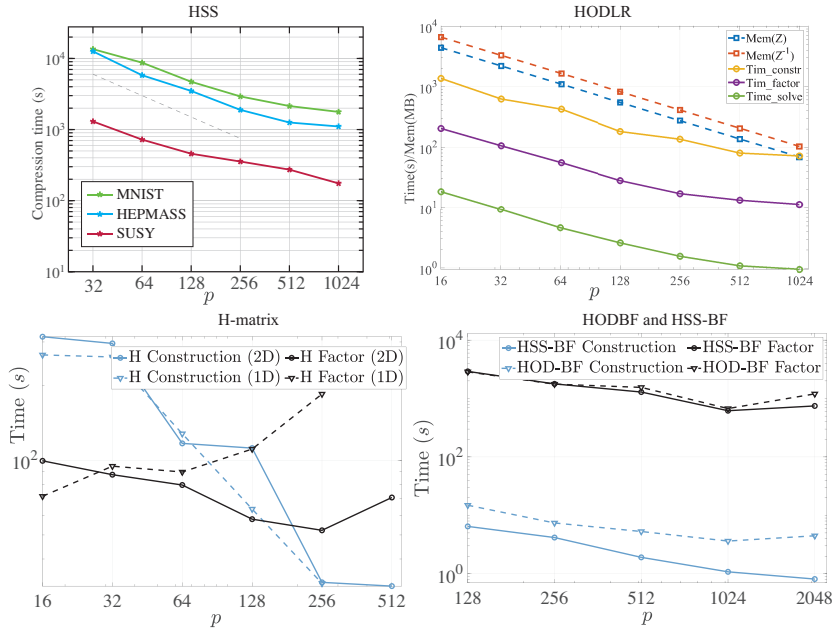 HSS
Compression time (s)
10^4
10^3
10^2
10^1
MNIST
HEPMASS
SUSY
32 64 128 256 512 1024
p
HODLR
Time(s)/Mem(MB)
10^4
10^3
10^2
10^1
10^0
Mem(Z)
Mem(Z^-1)
Tim_constr
Tim_factor
Time_solve
16 32 64 128 256 512 1024
p
H-matrix
Time (s)
10^2
H Construction (2D) H Factor (2D)
H Construction (1D) H Factor (1D)
16 32 64 128 256 512
p
HODBF and HSS-BF
Time (s)
10^4
10^2
10^0
HSS-BF Construction HSS-BF Factor
HOD-BF Construction HOD-BF Factor
128 256 512 1024 2048
p